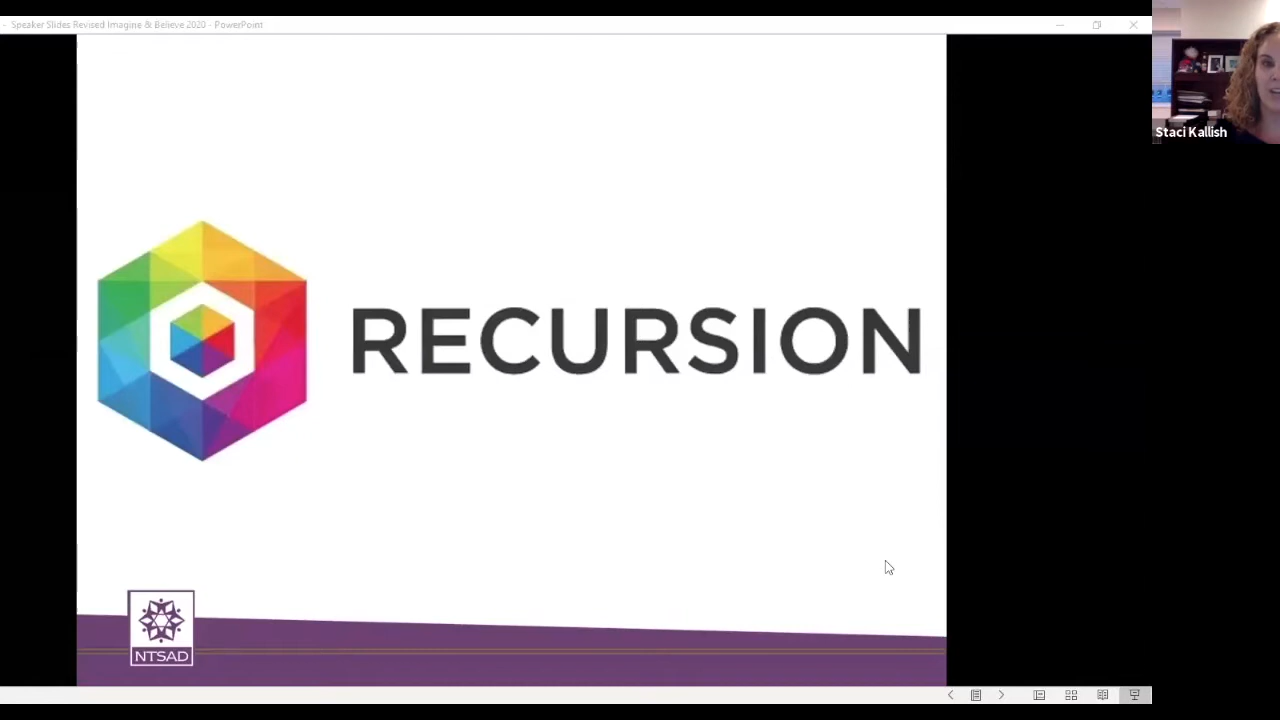 - Speaker Slides Revised Imagine & Believe 2020 - PowerPoint
Staci Kallish
RECURSION
NTSAD